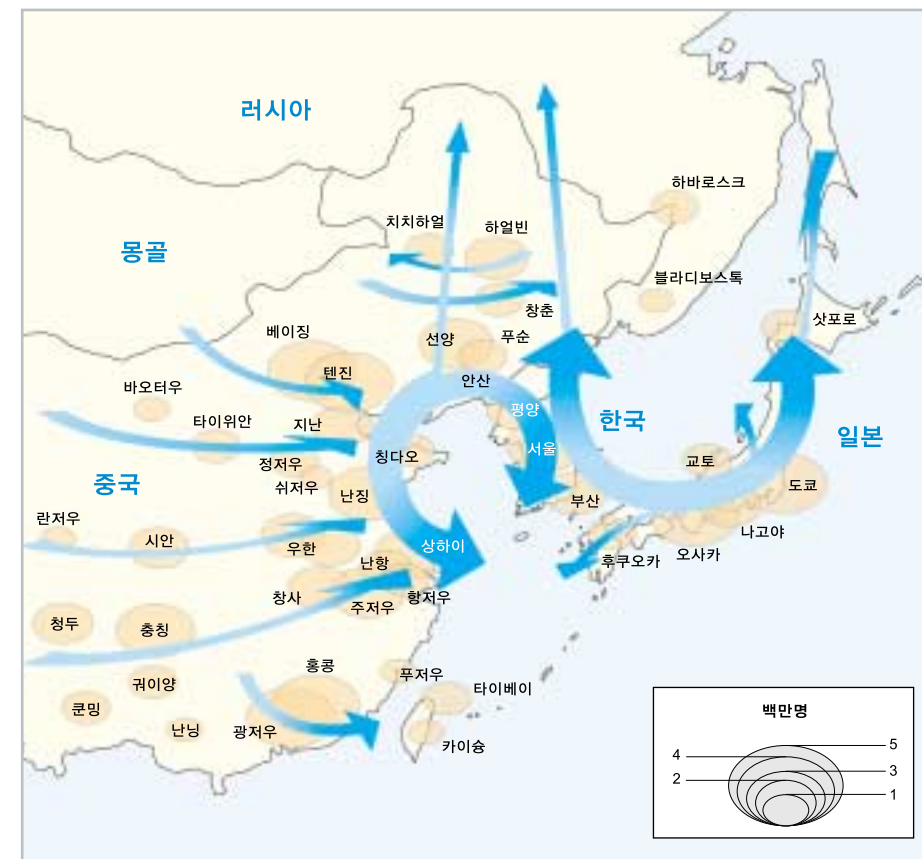 러시아
하바로스크
치치하얼
하얼빈
몽골
블라디보스톡
창춘
삿포로
베이징
선양
푸순
텐진
안산
바오터우
평양
타이위안
지난
한국
일본
서울
칭다오
정저우
교토
중국
쉬저우
난징
부산
도쿄
란저우
나고야
시안
우한
상하이
오사카
난항
후쿠오카
창사
주저우
항저우
청두
충칭
홍콩
푸저우
궈이양
타이베이
쿤밍
난닝
광저우
카이슝
백만명
5
4
3
2
1